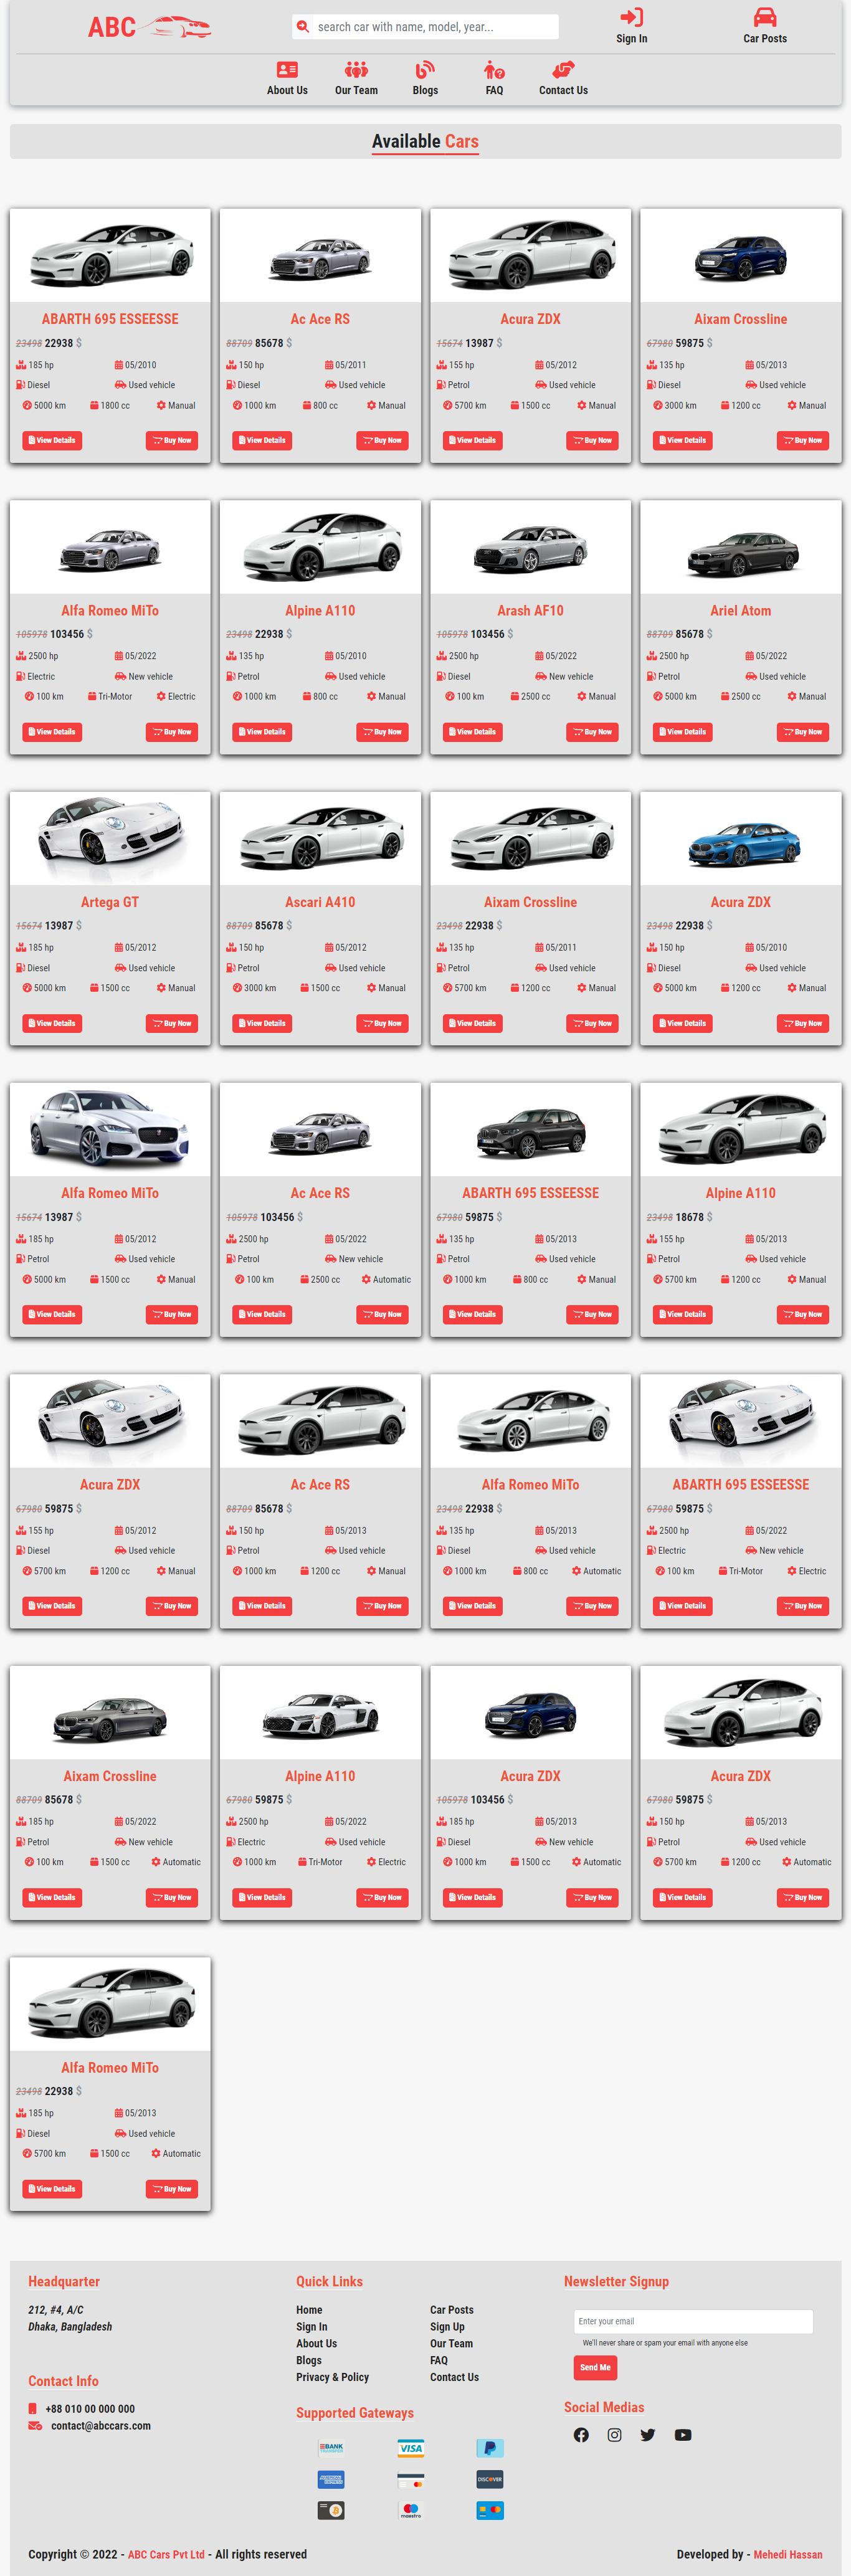 ABC
search car with name, model, year...
Sign In
Car Posts
About Us
Our Team
Blogs
FAQ
Contact Us
Available Cars
ABARTH 695 ESSEESSE
23498 22938 $
185 hp 05/2010
Diesel Used vehicle
5000 km 1800 cc Manual
View Details Buy Now
Ac Ace RS
88709 85678 $
150 hp 05/2011
Diesel Used vehicle
1000 km 800 cc Manual
View Details Buy Now
Acura ZDX
15674 13987 $
155 hp 05/2012
Petrol Used vehicle
5700 km 1500 cc Manual
View Details Buy Now
Aixam Crossline
67980 59875 $
135 hp 05/2013
Diesel Used vehicle
3000 km 1200 cc Manual
View Details Buy Now
Alfa Romeo MiTo
105978 103456 $
2500 hp 05/2022
Electric New vehicle
100 km Tri-Motor Electric
View Details Buy Now
Alpine A110
23498 22938 $
135 hp 05/2010
Petrol Used vehicle
1000 km 800 cc Manual
View Details Buy Now
Arash AF10
105978 103456 $
2500 hp 05/2022
Diesel New vehicle
100 km 2500 cc Manual
View Details Buy Now
Ariel Atom
88709 85678 $
2500 hp 05/2022
Petrol Used vehicle
5000 km 2500 cc Manual
View Details Buy Now
Artega GT
15674 13987 $
185 hp 05/2012
Diesel Used vehicle
5000 km 1500 cc Manual
View Details Buy Now
Ascari A410
88709 85678 $
150 hp 05/2012
Petrol Used vehicle
3000 km 1500 cc Manual
View Details Buy Now
Aixam Crossline
23498 22938 $
135 hp 05/2011
Petrol Used vehicle
5700 km 1200 cc Manual
View Details Buy Now
Acura ZDX
23498 22938 $
150 hp 05/2010
Diesel Used vehicle
5000 km 1200 cc Manual
View Details Buy Now
Alfa Romeo MiTo
15674 13987 $
185 hp 05/2012
Petrol Used vehicle
5000 km 1500 cc Manual
View Details Buy Now
Ac Ace RS
105978 103456 $
2500 hp 05/2022
Petrol New vehicle
100 km 2500 cc Automatic
View Details Buy Now
ABARTH 695 ESSEESSE
67980 59875 $
135 hp 05/2013
Petrol Used vehicle
1000 km 800 cc Manual
View Details Buy Now
Alpine A110
23498 18678 $
155 hp 05/2013
Petrol Used vehicle
5700 km 1200 cc Manual
View Details Buy Now
Acura ZDX
67980 59875 $
155 hp 05/2012
Diesel Used vehicle
5700 km 1200 cc Manual
View Details Buy Now
Ac Ace RS
88709 85678 $
150 hp 05/2013
Petrol Used vehicle
1000 km 1200 cc Manual
View Details Buy Now
Alfa Romeo MiTo
23498 22938 $
135 hp 05/2013
Diesel Used vehicle
1000 km 800 cc Automatic
View Details Buy Now
ABARTH 695 ESSEESSE
67980 59875 $
2500 hp 05/2022
Electric New vehicle
100 km Tri-Motor Electric
View Details Buy Now
Aixam Crossline
88709 85678 $
185 hp 05/2022
Petrol New vehicle
100 km 1500 cc Automatic
View Details Buy Now
Alpine A110
67980 59875 $
2500 hp 05/2022
Electric Used vehicle
1000 km Tri-Motor Electric
View Details Buy Now
Acura ZDX
105978 103456 $
185 hp 05/2013
Diesel New vehicle
1000 km 1500 cc Automatic
View Details Buy Now
Acura ZDX
67980 59875 $
150 hp 05/2013
Petrol Used vehicle
5700 km 1200 cc Automatic
View Details Buy Now
Alfa Romeo MiTo
23498 22938 $
185 hp 05/2013
Diesel Used vehicle
5700 km 1500 cc Automatic
View Details Buy Now
Headquarter
212, #4, A/C
Dhaka, Bangladesh
Contact Info
+88 010 00 000 000
contact@abccars.com
Quick Links
Home Car Posts
Sign In Sign Up
About Us Our Team
Blogs FAQ
Privacy & Policy Contact Us
Supported Gateways
BANK
TRANSFER
VISA
DISCOVER
maestro
Newsletter Signup
Enter your email
We'll never share or spam your email with anyone else
Send Me
Social Medias
Copyright © 2022 - ABC Cars Pvt Ltd - All rights reserved
Developed by - Mehedi Hassan